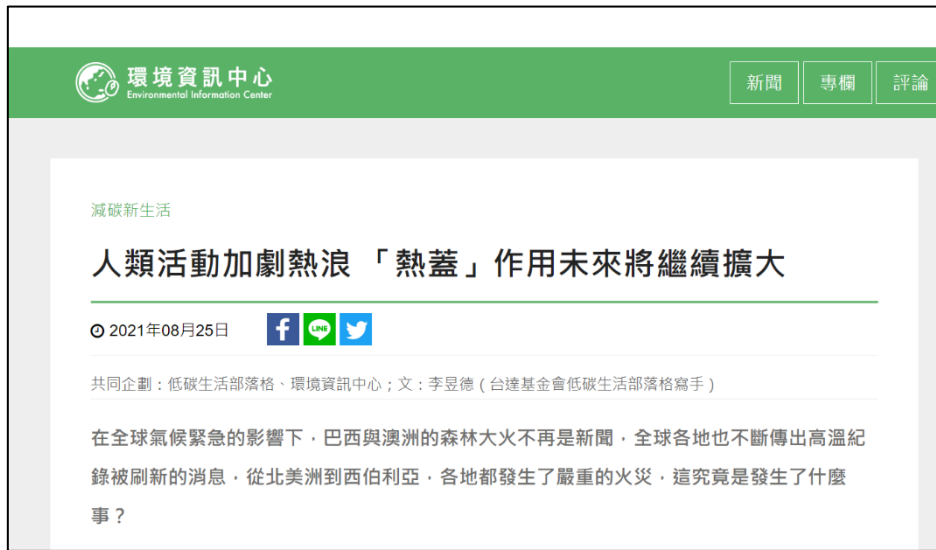 環境資訊中心
Environmental Information Center
新聞
專欄
評論
減碳新生活
人類活動加劇熱浪 「熱蓋」作用未來將繼續擴大
2021年08月25日
f
LINE
共同企劃：低碳生活部落格、環境資訊中心；文：李昱德（台達基金會低碳生活部落格寫手）
在全球氣候緊急的影響下，巴西與澳洲的森林大火不再是新聞，全球各地也不斷傳出高溫紀
錄被刷新的消息，從北美洲到西伯利亞，各地都發生了嚴重的火災，這究竟是發生了什麼
事？